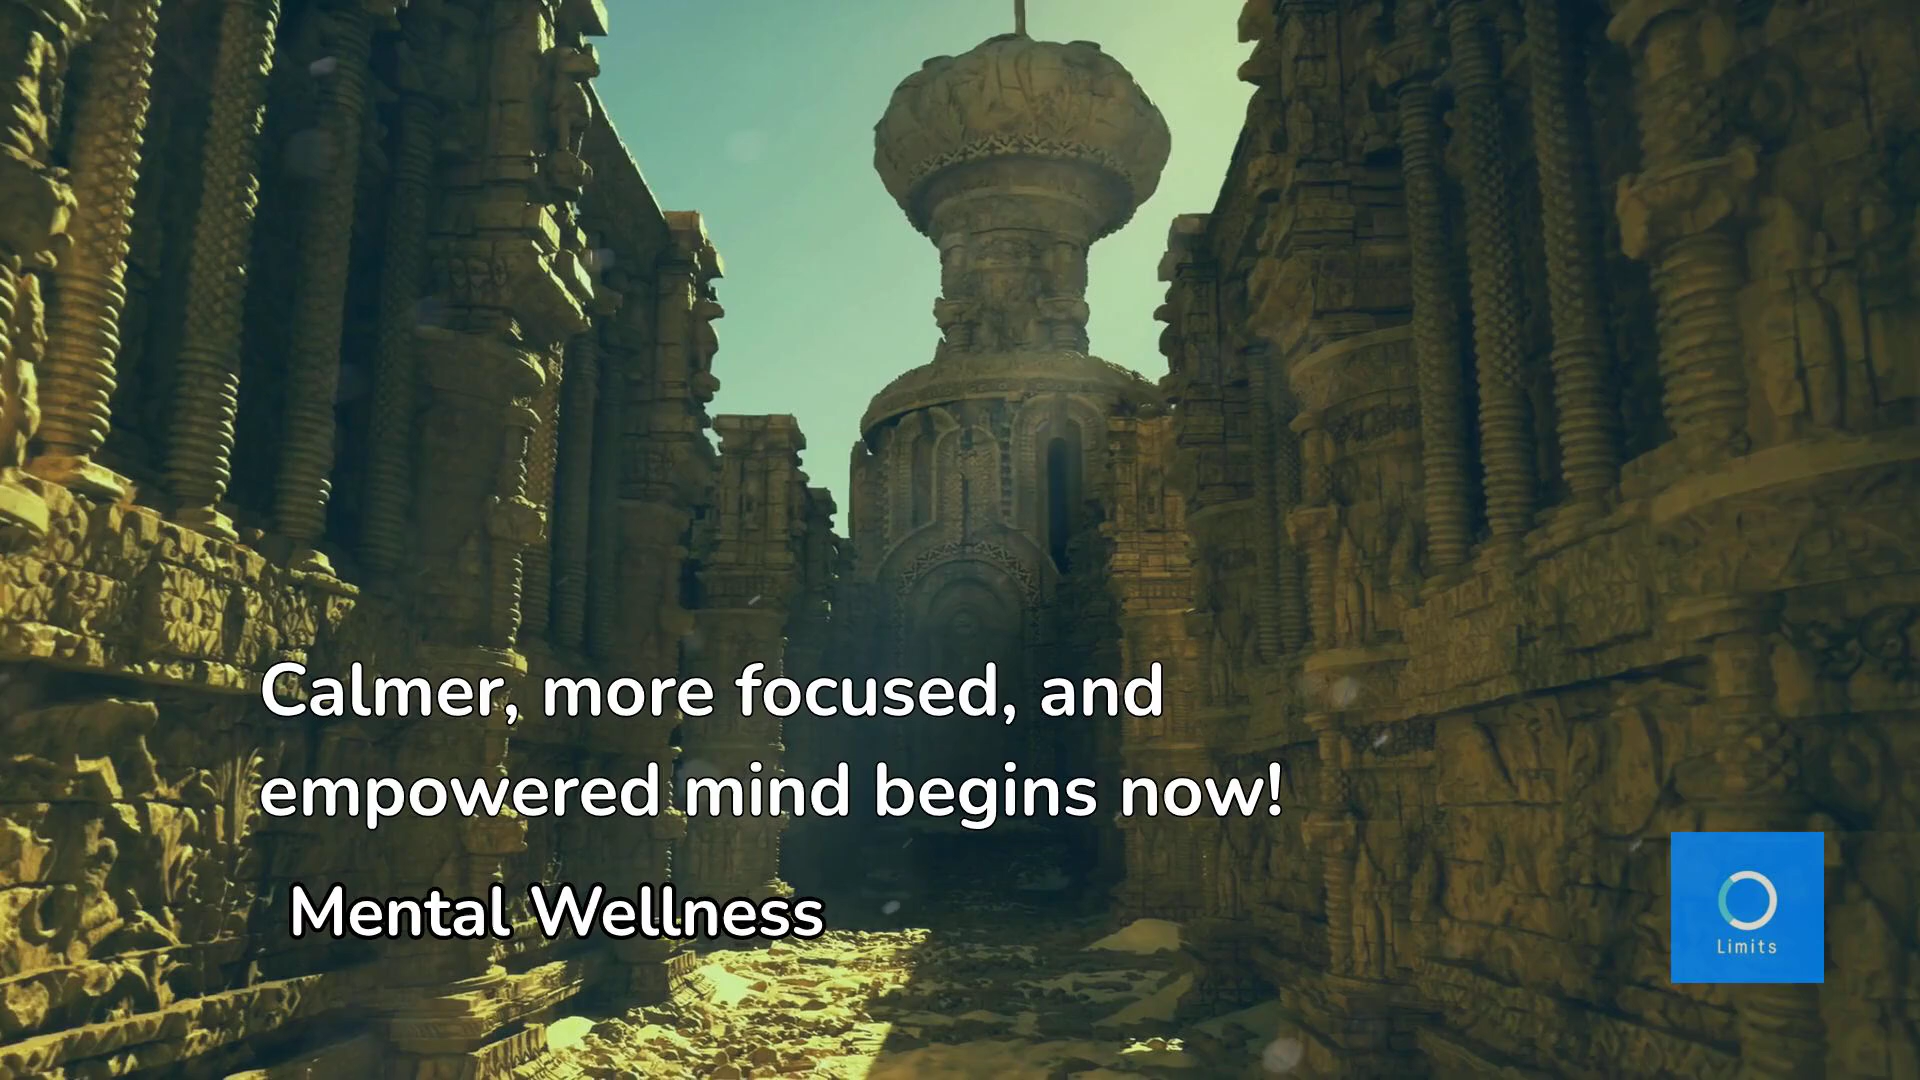 Calmer, more focused, and
empowered mind begins now!
Mental Wellness
Limits